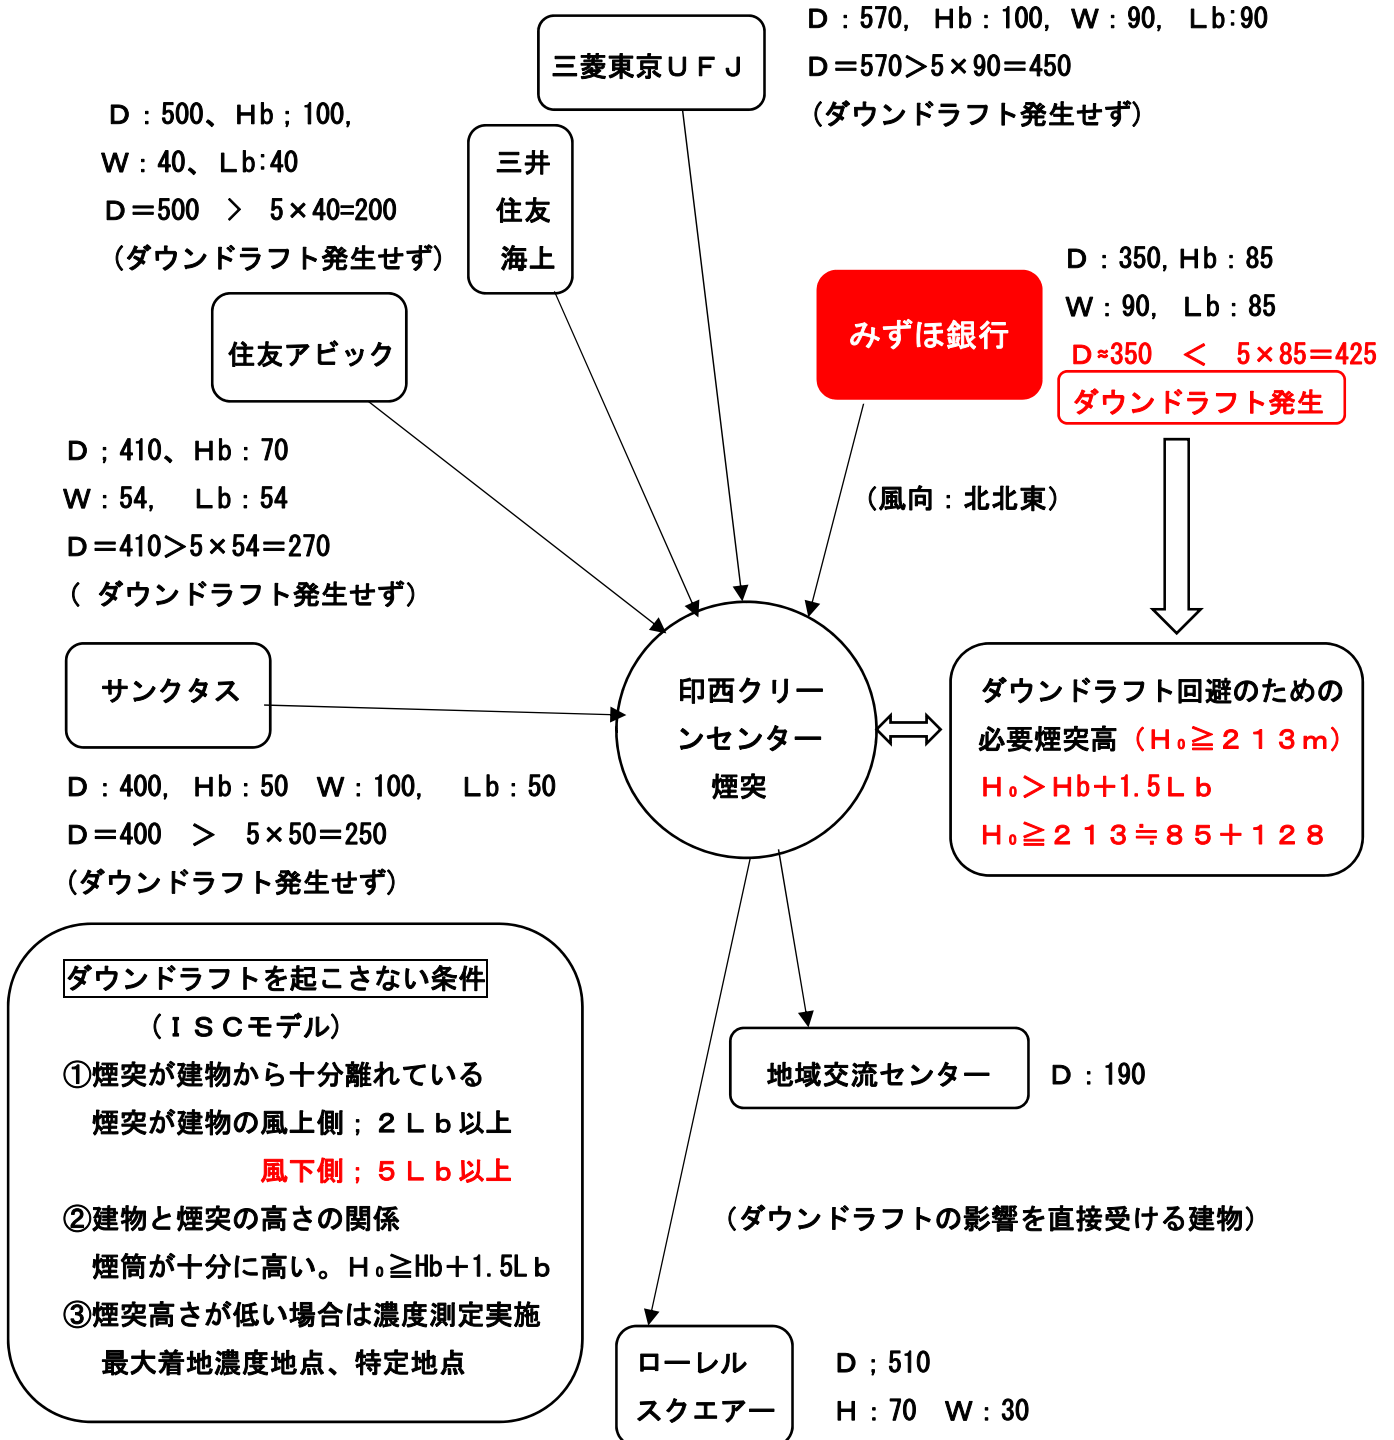 Ｄ：570, Ｈb：100, Ｗ：90, Ｌb:90
三菱東京ＵＦＪ
Ｄ＝570＞5×90＝450
（ダウンドラフト発生せず）
Ｄ：500、Ｈb；100,
Ｗ：40、Ｌb:40
Ｄ＝500 ＞ 5×40=200
（ダウンドラフト発生せず）
三井
住友
海上
住友アビック
みずほ銀行
Ｄ：350,Ｈb：85
Ｗ：90, Ｌb：85
Ｄ≈350 ＜ 5×85＝425
ダウンドラフト発生
Ｄ；410、Ｈb：70
Ｗ：54, Ｌb：54
Ｄ＝410＞5×54＝270
（ ダウンドラフト発生せず）
（風向：北北東）
サンクタス
印西クリー
ンセンター
煙突
ダウンドラフト回避のための
必要煙突高（Ｈ₀≧２１３ｍ）
Ｈ₀＞Ｈb＋1.5Ｌｂ
Ｈ₀≧２１３≒８５＋１２８
Ｄ：400, Ｈb：50 Ｗ：100, Ｌb：50
Ｄ＝400 ＞ 5×50＝250
（ダウンドラフト発生せず）
ダウンドラフトを起こさない条件
（ＩＳＣモデル）
①煙突が建物から十分離れている
煙突が建物の風上側；２Ｌｂ以上
風下側；５Ｌｂ以上
②建物と煙突の高さの関係
煙筒が十分に高い。Ｈ₀≧Hb＋1.5Lｂ
③煙突高さが低い場合は濃度測定実施
最大着地濃度地点、特定地点
地域交流センター
Ｄ：190
（ダウンドラフトの影響を直接受ける建物）
ローレル
スクエアー
Ｄ；510
Ｈ：70 Ｗ：30